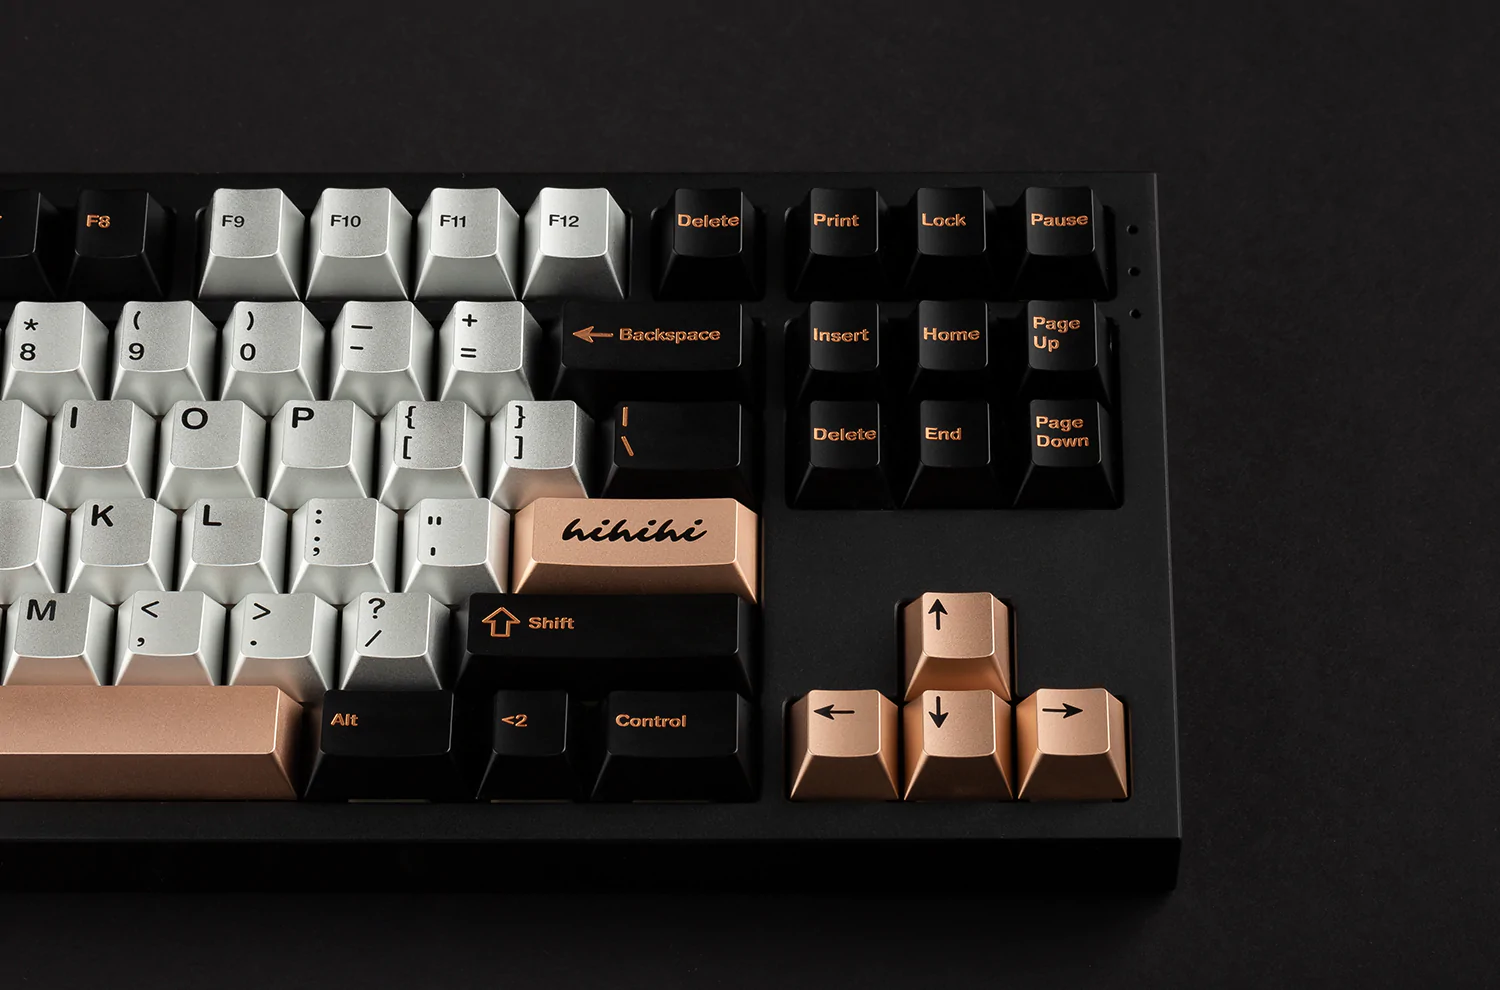 F8 F9 F10 F11 F12 Delete Print Lock Pause
* ( ) — +
8 9 0 - = ← Backspace Insert Home Page Up
I O P { } |
[ ] \ Delete End Page Down
K L : "
; ' hihihi
M < > ? ⇧ Shift ↑
, . /
Alt <2 Control ← ↓ →